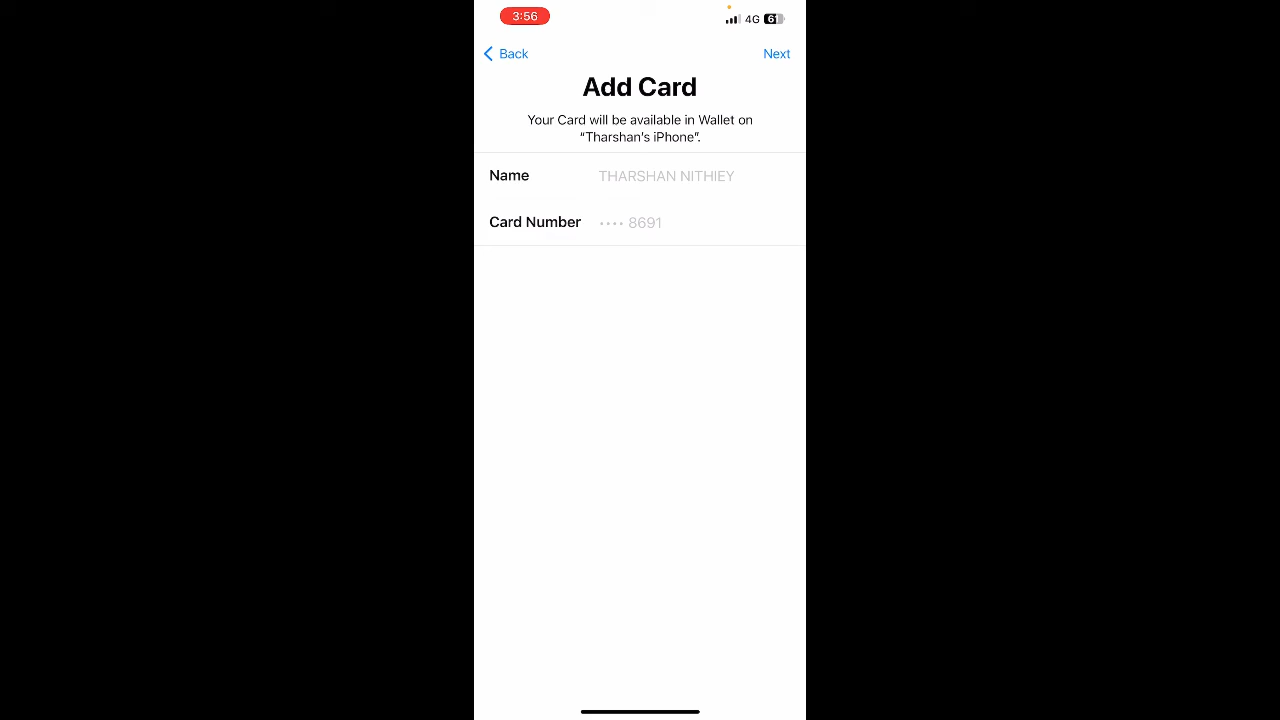 3:56
4G 61
Back
Next
Add Card
Your Card will be available in Wallet on
“Tharshan’s iPhone”.
Name THARSHAN NITHIEY
Card Number •••• 8691